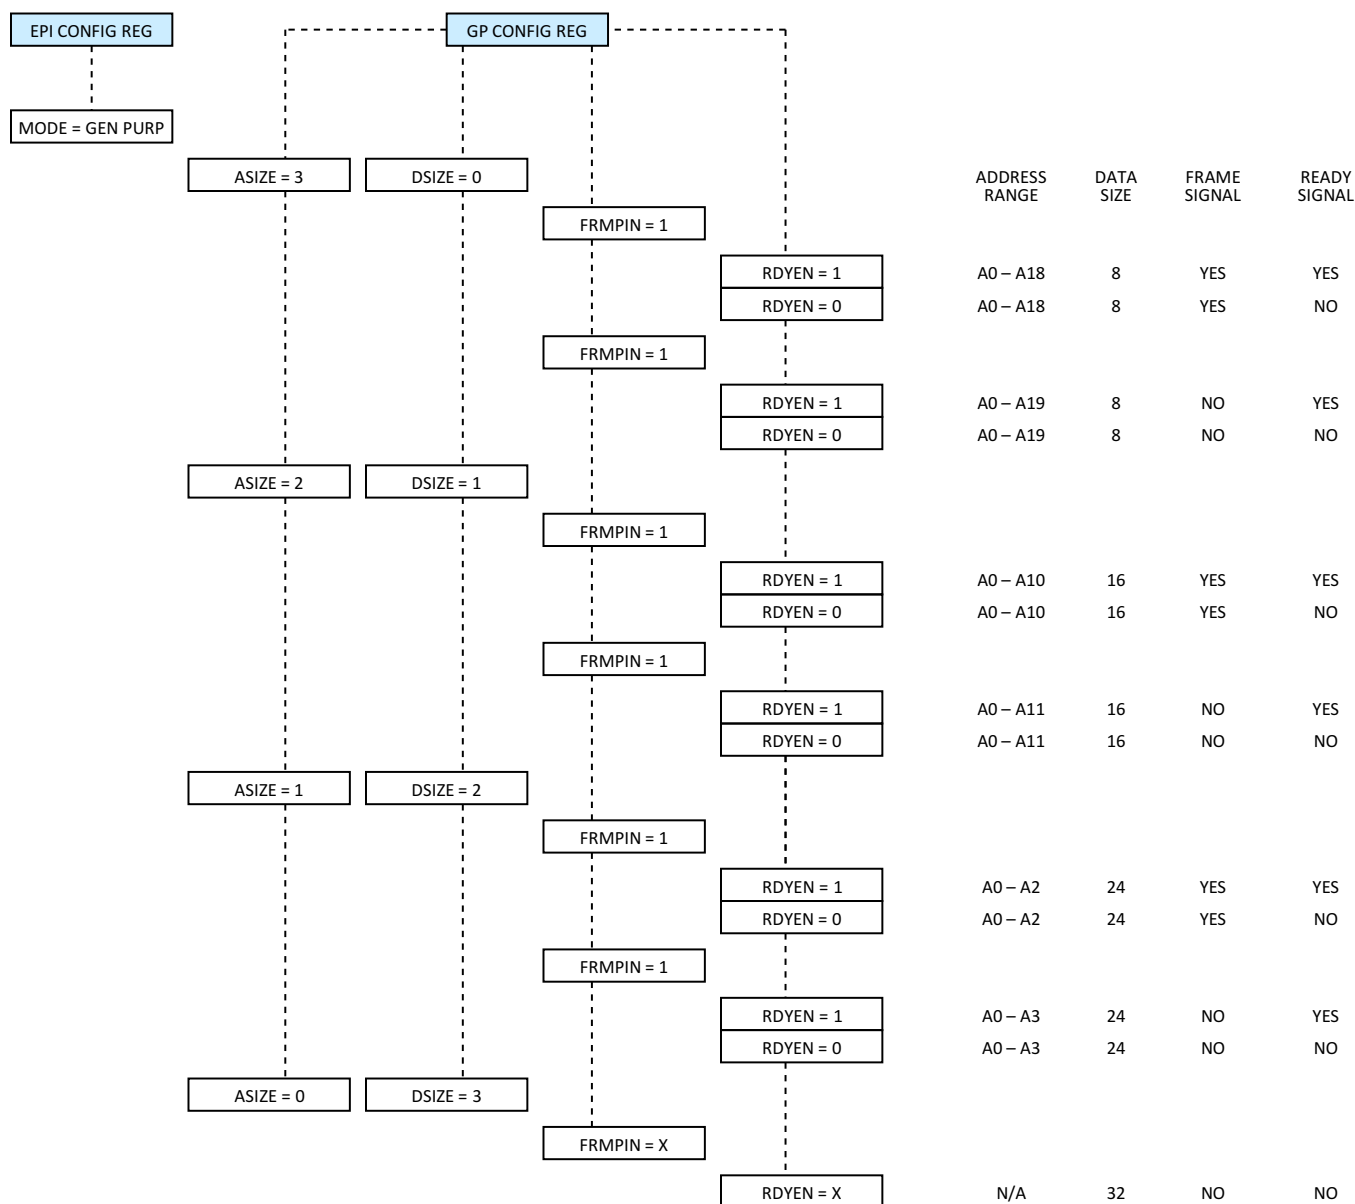 EPI CONFIG REG GP CONFIG REG
MODE = GEN PURP
ASIZE = 3 DSIZE = 0 ADDRESS RANGE DATA SIZE FRAME SIGNAL READY SIGNAL
FRMPIN = 1
RDYEN = 1 A0 – A18 8 YES YES
RDYEN = 0 A0 – A18 8 YES NO
FRMPIN = 1
RDYEN = 1 A0 – A19 8 NO YES
RDYEN = 0 A0 – A19 8 NO NO
ASIZE = 2 DSIZE = 1
FRMPIN = 1
RDYEN = 1 A0 – A10 16 YES YES
RDYEN = 0 A0 – A10 16 YES NO
FRMPIN = 1
RDYEN = 1 A0 – A11 16 NO YES
RDYEN = 0 A0 – A11 16 NO NO
ASIZE = 1 DSIZE = 2
FRMPIN = 1
RDYEN = 1 A0 – A2 24 YES YES
RDYEN = 0 A0 – A2 24 YES NO
FRMPIN = 1
RDYEN = 1 A0 – A3 24 NO YES
RDYEN = 0 A0 – A3 24 NO NO
ASIZE = 0 DSIZE = 3
FRMPIN = X
RDYEN = X N/A 32 NO NO